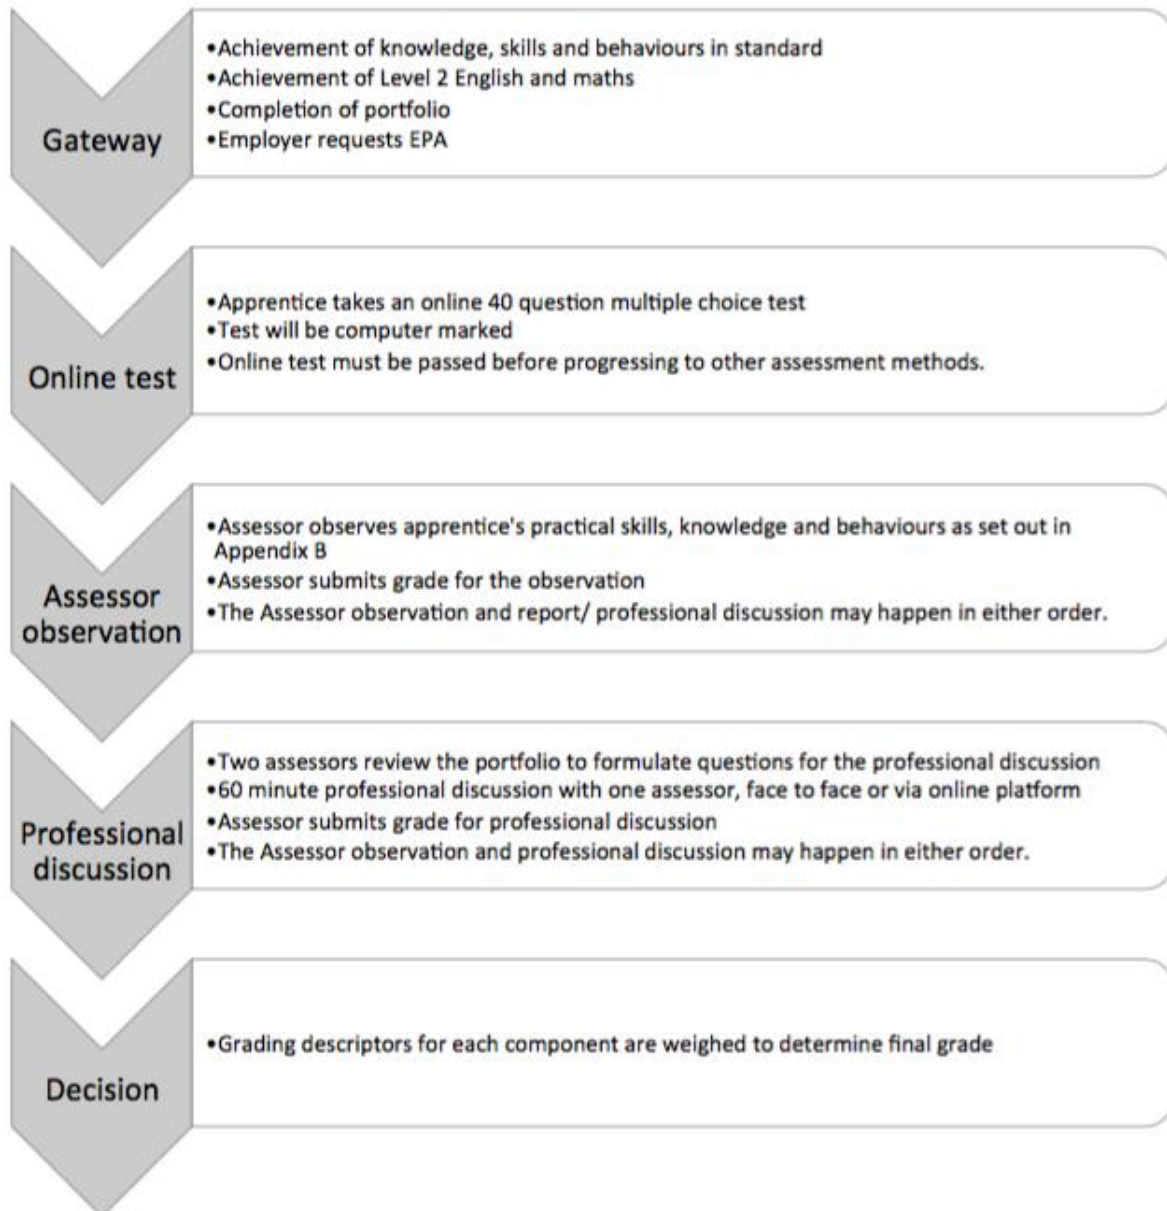 Gateway
•Achievement of knowledge, skills and behaviours in standard
•Achievement of Level 2 English and maths
•Completion of portfolio
•Employer requests EPA
Online test
•Apprentice takes an online 40 question multiple choice test
•Test will be computer marked
•Online test must be passed before progressing to other assessment methods.
Assessor
observation
•Assessor observes apprentice's practical skills, knowledge and behaviours as set out in
Appendix B
•Assessor submits grade for the observation
•The Assessor observation and report/ professional discussion may happen in either order.
Professional
discussion
•Two assessors review the portfolio to formulate questions for the professional discussion
•60 minute professional discussion with one assessor, face to face or via online platform
•Assessor submits grade for professional discussion
•The Assessor observation and professional discussion may happen in either order.
Decision
•Grading descriptors for each component are weighed to determine final grade